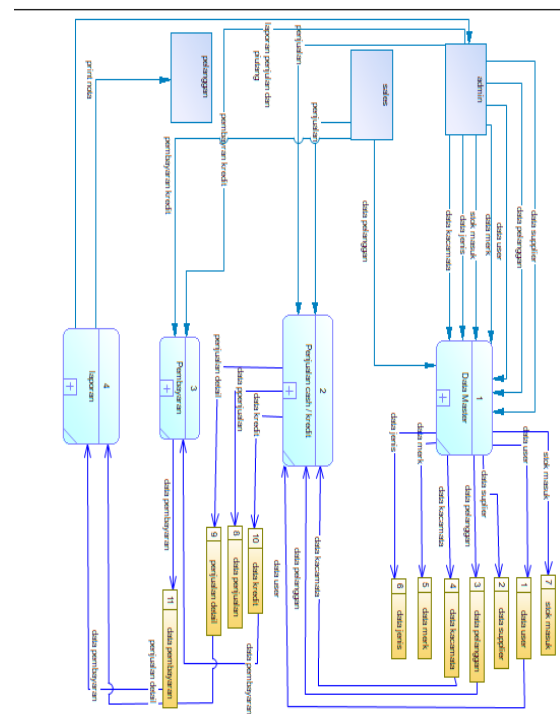 data supplier
data pelanggan
data user
data merk
stok masuk
data jenis
data kacamata
admin
1
Data Master
stok masuk
data user
data suplier
data pelanggan
data kacamata
data merk
data jenis
7 stok masuk
1 data user
2 data supplier
3 data pelanggan
4 data kacamata
5 data merk
6 data jenis
sales
data pelanggan
penjualan
penjualan
laporan penjulan dan
piutang
2
Penjualan cash / kredit
data kacamata
data pelanggan
data user
data kredit
data ppenjualan
penjualan detail
10 data kredit
8 data penjualan
9 penjualan detail
pelanggan
pembayaran kredit
pembayaran kredit
3
Pembayaran
data pembayaran
data pembayaran
11 data pembayaran
print nota
4
laporan
penjualan detail
data pembayaran